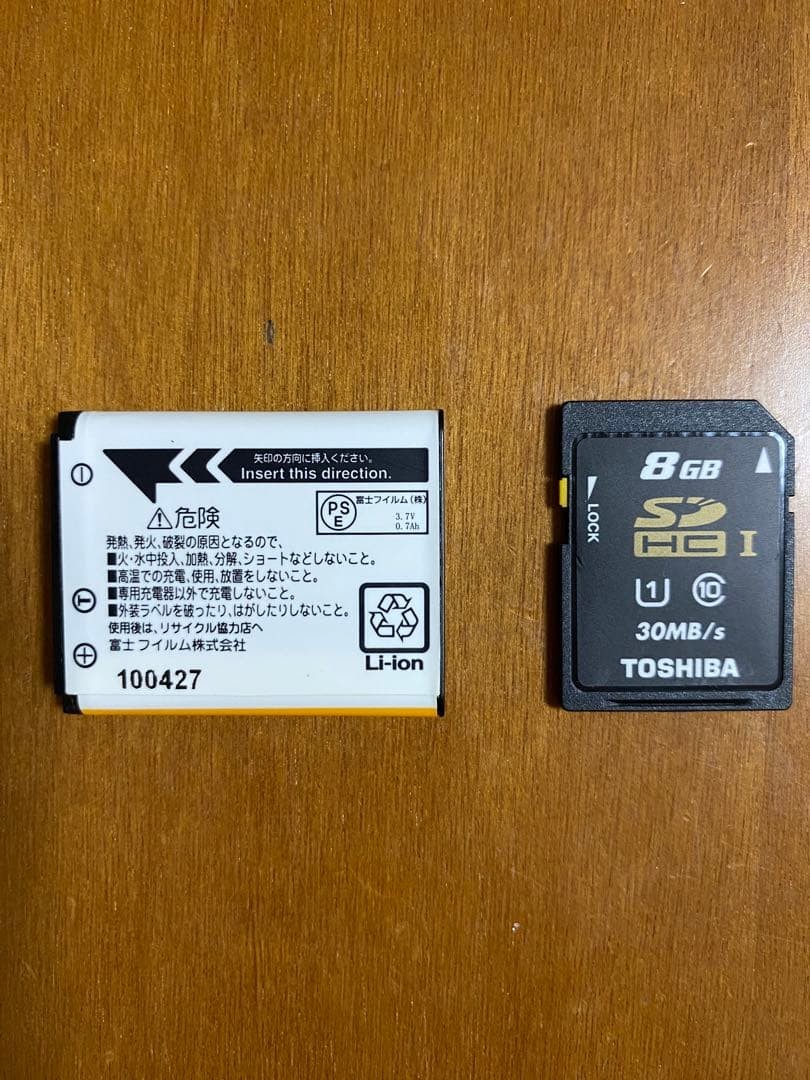 矢印の方向に挿入ください。
Insert this direction.
危険
PS
E
富士フイルム(株)
3.7V
0.7Ah
発熱、発火、破裂の原因となるので、
■火・水中投入、加熱、分解、ショートなどしないこと。
■高温での充電、使用、放置をしないこと。
■専用充電器以外で充電しないこと。
■外装ラベルを破ったり、はがしたりしないこと。
使用後は、リサイクル協力店へ
富士フイルム株式会社
100427
Li-ion
⊖
T
⊕
8GB
LOCK
SD
HC I
1 10
30MB/s
TOSHIBA